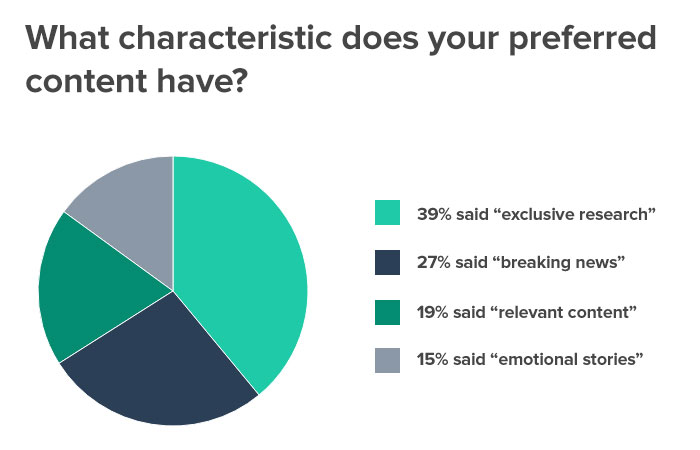 What characteristic does your preferred
content have?
39% said “exclusive research”
27% said “breaking news”
19% said “relevant content”
15% said “emotional stories”